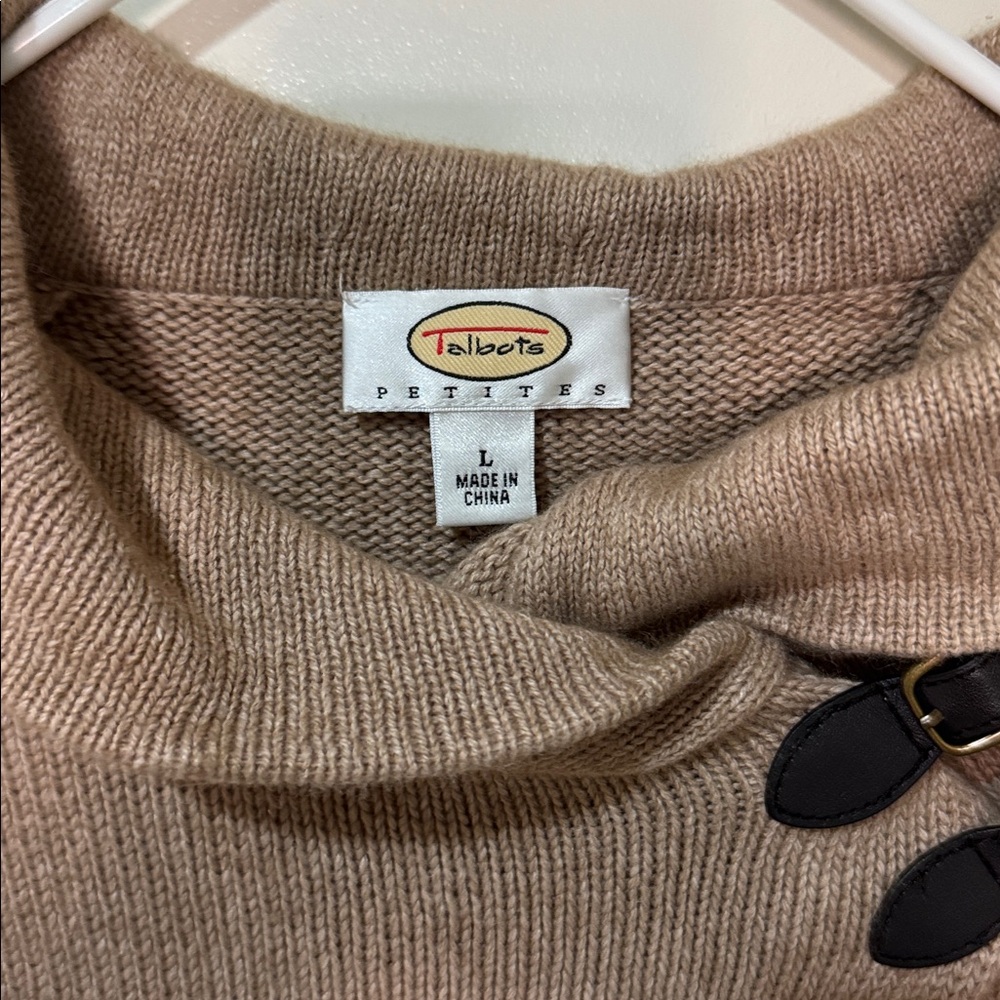 Talbots
PETITES
L
MADE IN
CHINA